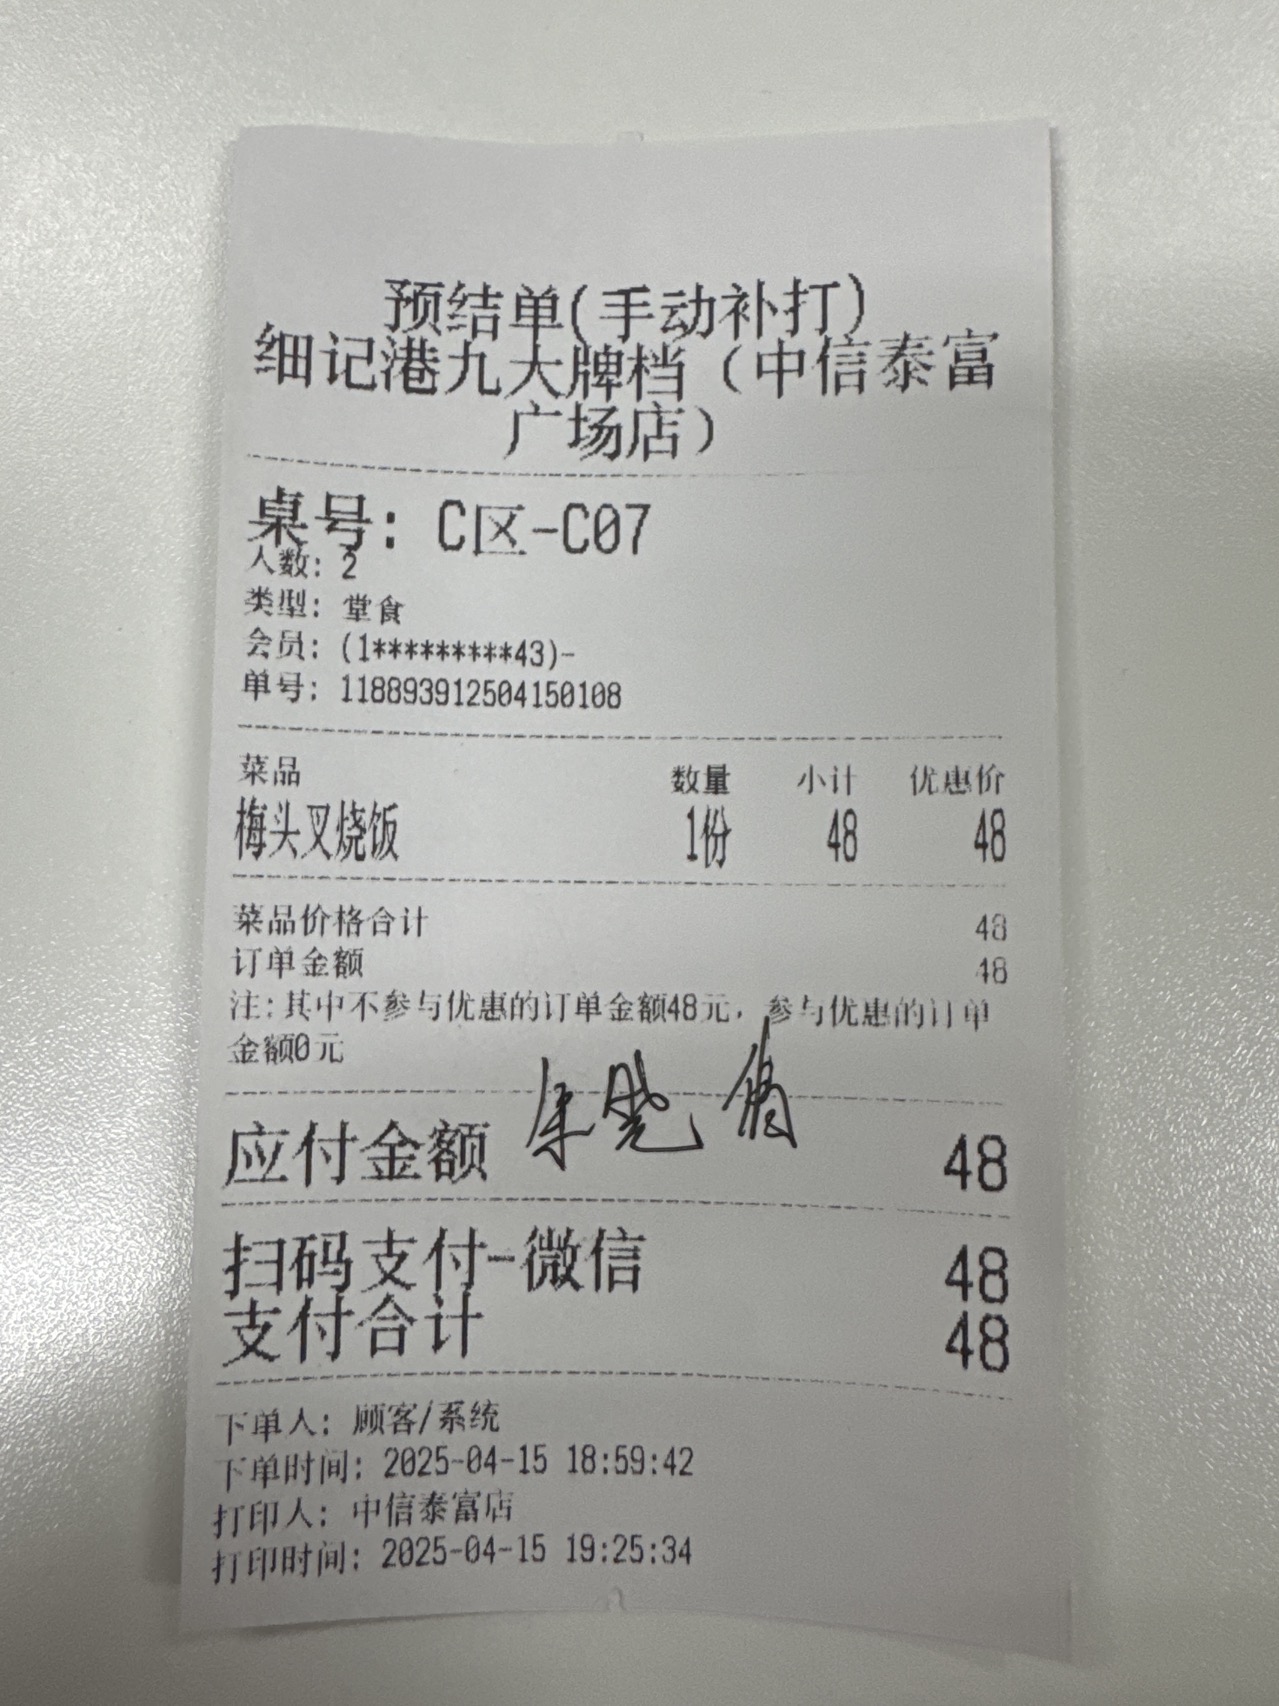 预结单(手动补打)
细记港九大牌档（中信泰富
广场店）
桌号: C区-C07
人数: 2
类型: 堂食
会员: (1*********43)-
单号: 118893912504150108
菜品 数量 小计 优惠价
梅头叉烧饭 1份 48 48
菜品价格合计 48
订单金额 48
注:其中不参与优惠的订单金额48元，参与优惠的订单
金额0元
应付金额 48
扫码支付-微信 48
支付合计 48
下单人: 顾客/系统
下单时间: 2025-04-15 18:59:42
打印人: 中信泰富店
打印时间: 2025-04-15 19:25:34